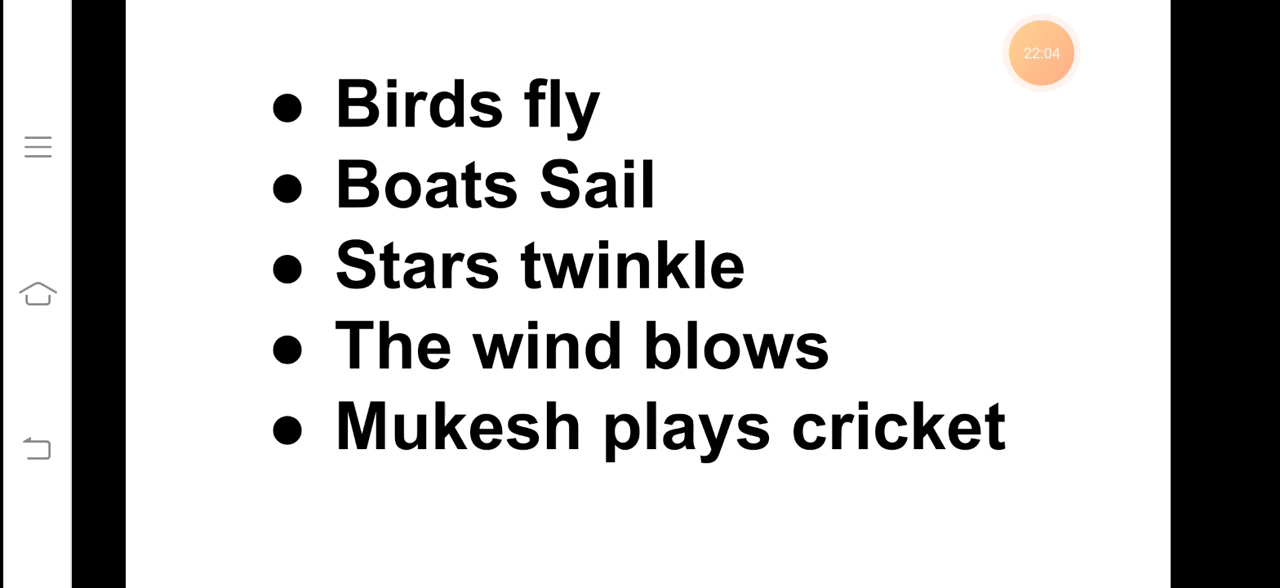 22:04
● Birds fly
● Boats Sail
● Stars twinkle
● The wind blows
● Mukesh plays cricket